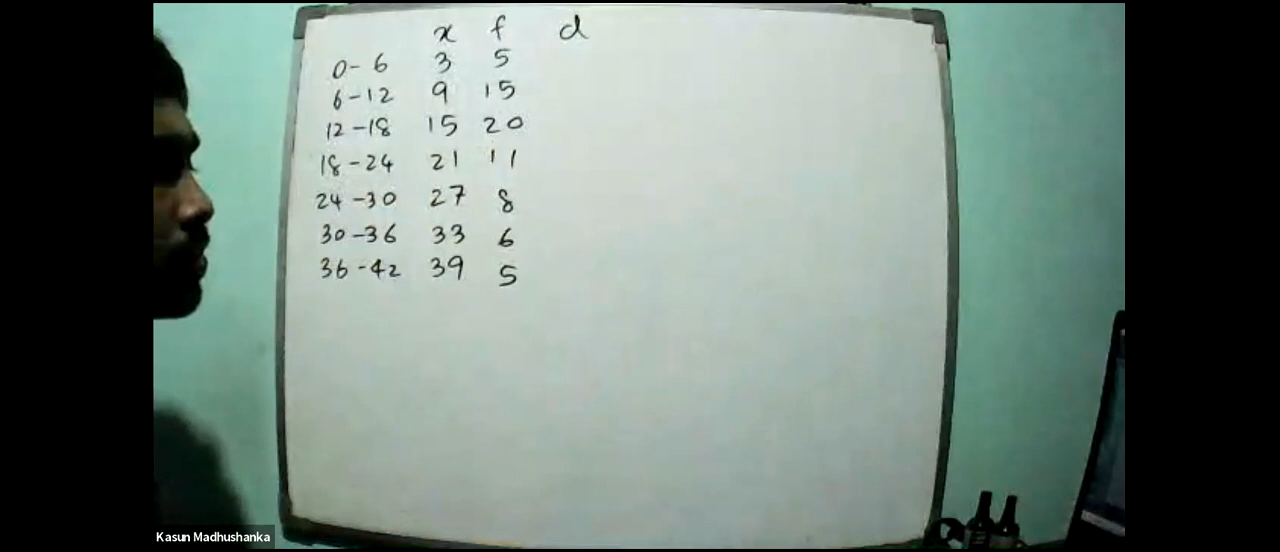 x f d
0-6 3 5
6-12 9 15
12-18 15 20
18-24 21 11
24-30 27 8
30-36 33 6
36-42 39 5
Kasun Madhushanka